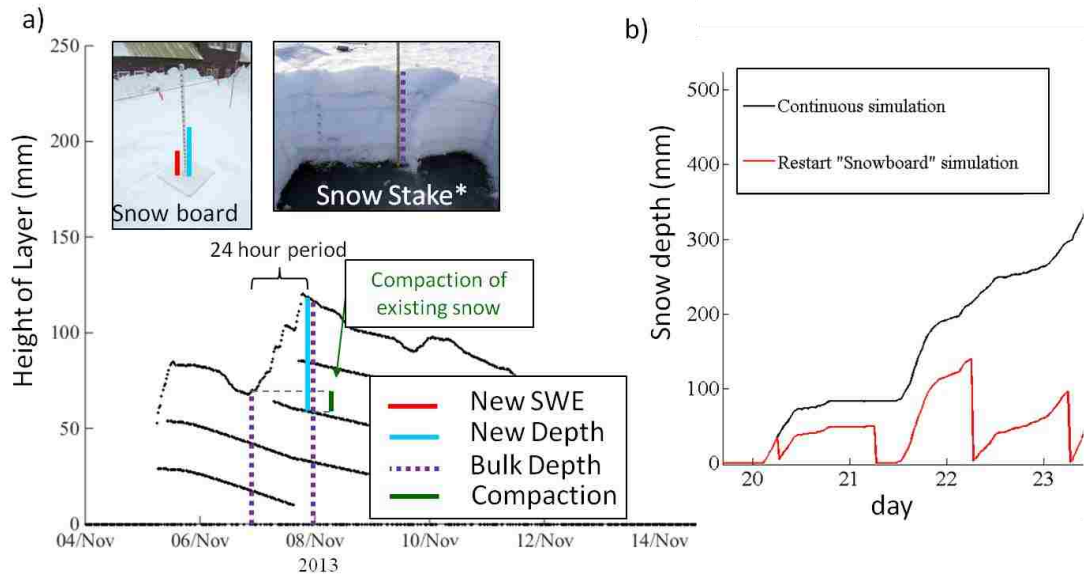 a)
250
200
150
100
50
0
Height of Layer (mm)
Snow board
Snow Stake*
24 hour period
Compaction of
existing snow
New SWE
New Depth
Bulk Depth
Compaction
04/Nov
06/Nov
08/Nov
10/Nov
12/Nov
14/Nov
2013
b)
500
400
300
200
100
0
Snow depth (mm)
Continuous simulation
Restart "Snowboard" simulation
20
21
22
23
day